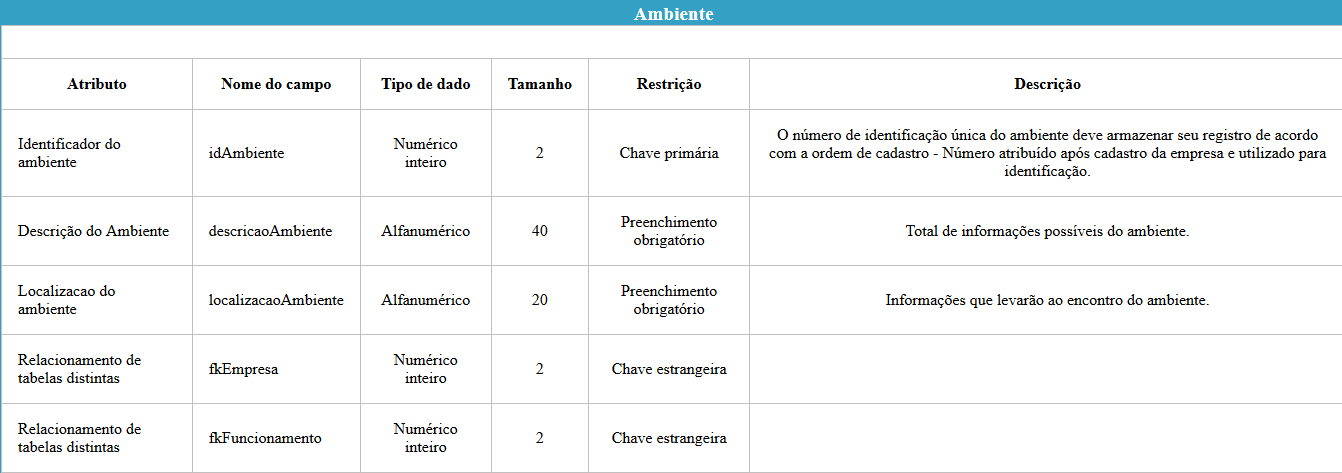 Ambiente
Atributo Nome do campo Tipo de dado Tamanho Restrição Descrição
Identificador do
ambiente
idAmbiente
Numérico
inteiro
2
Chave primária
O número de identificação única do ambiente deve armazenar seu registro de acordo
com a ordem de cadastro - Número atribuído após cadastro da empresa e utilizado para
identificação.
Descrição do Ambiente
descricaoAmbiente
Alfanumérico
40
Preenchimento
obrigatório
Total de informações possíveis do ambiente.
Localizacao do
ambiente
localizacaoAmbiente
Alfanumérico
20
Preenchimento
obrigatório
Informações que levarão ao encontro do ambiente.
Relacionamento de
tabelas distintas
fkEmpresa
Numérico
inteiro
2
Chave estrangeira
Relacionamento de
tabelas distintas
fkFuncionamento
Numérico
inteiro
2
Chave estrangeira